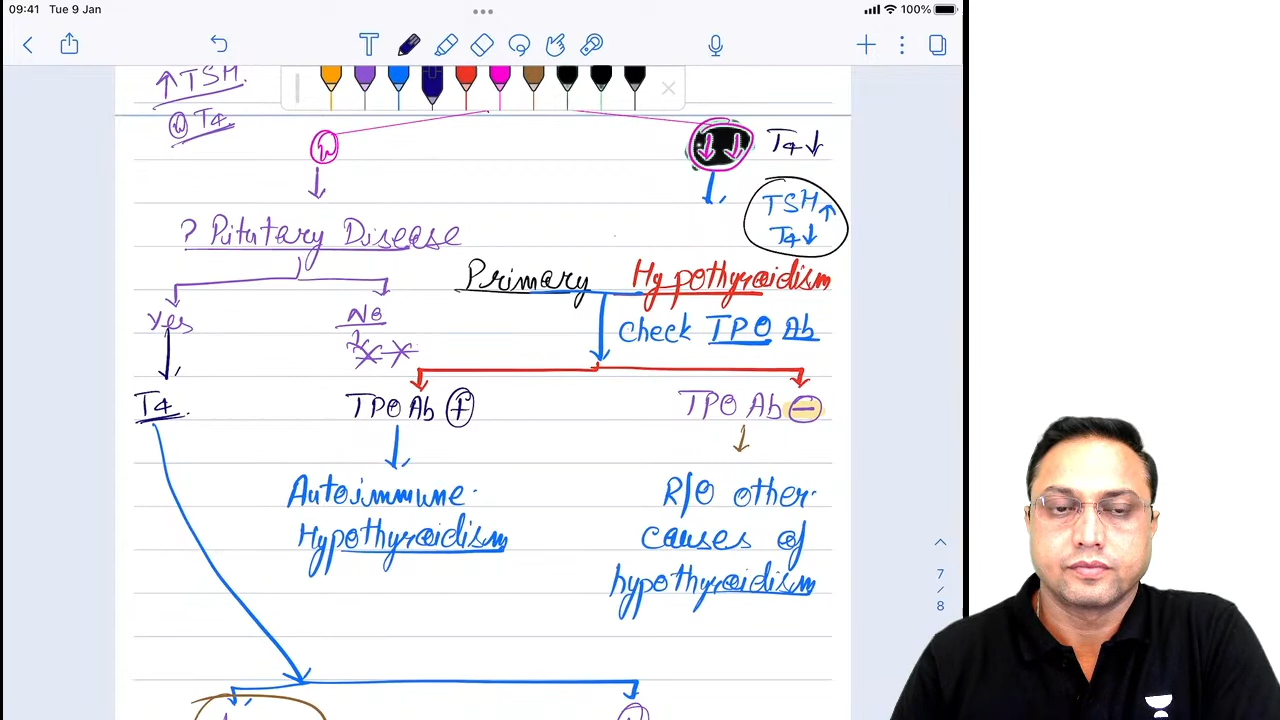 09:41 Tue 9 Jan
100%
T
↑ TSH.
Ⓝ T4
Ⓝ
↓ ↓ T4↓
TSH↑
T4↓
? Pitutary Disease
Primary Hypothyroidism
Yes
No
check TPO Ab
T4.
TPO Ab +
TPO Ab −
Autoimmune
Hypothyroidism
R/O other
causes of
hypothyroidism
7
/
8